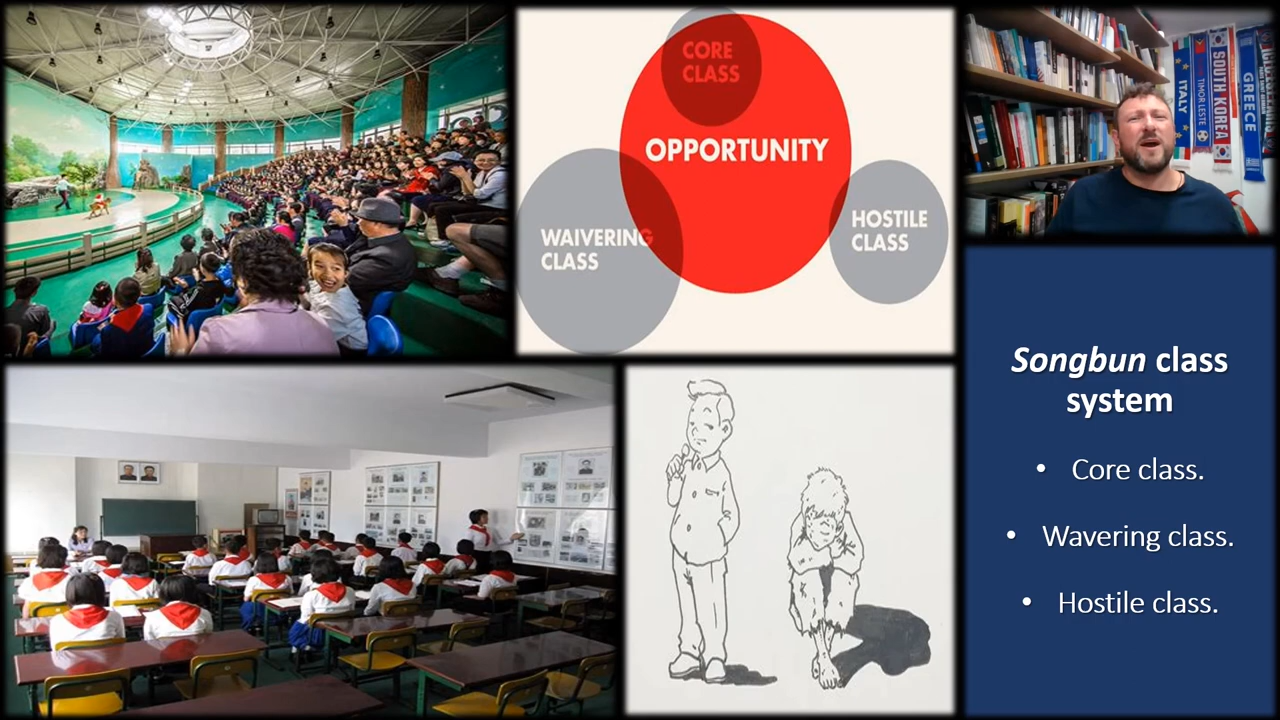 CORE
CLASS
OPPORTUNITY
WAIVERING
CLASS
HOSTILE
CLASS
ITALY
TIMOR-LESTE
SOUTH KOREA
GREECE
Songbun class
system
• Core class.
• Wavering class.
• Hostile class.